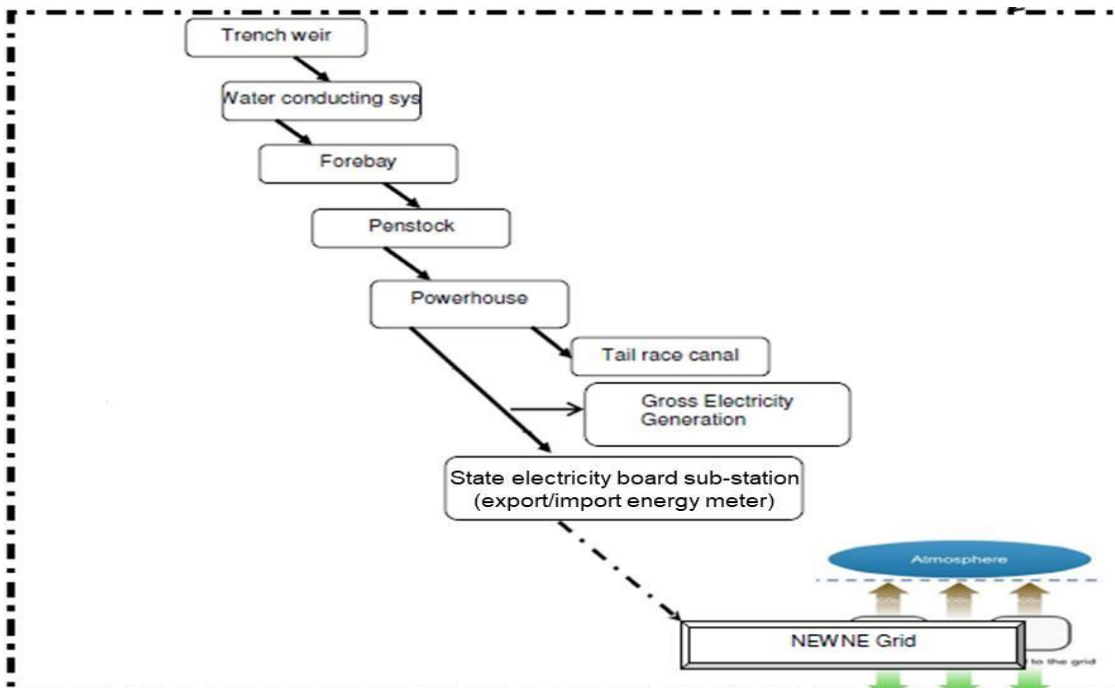 Trench weir
Water conducting sys
Forebay
Penstock
Powerhouse
Tail race canal
Gross Electricity
Generation
State electricity board sub-station
(export/import energy meter)
Atmosphere
NEWNE Grid
to the grid